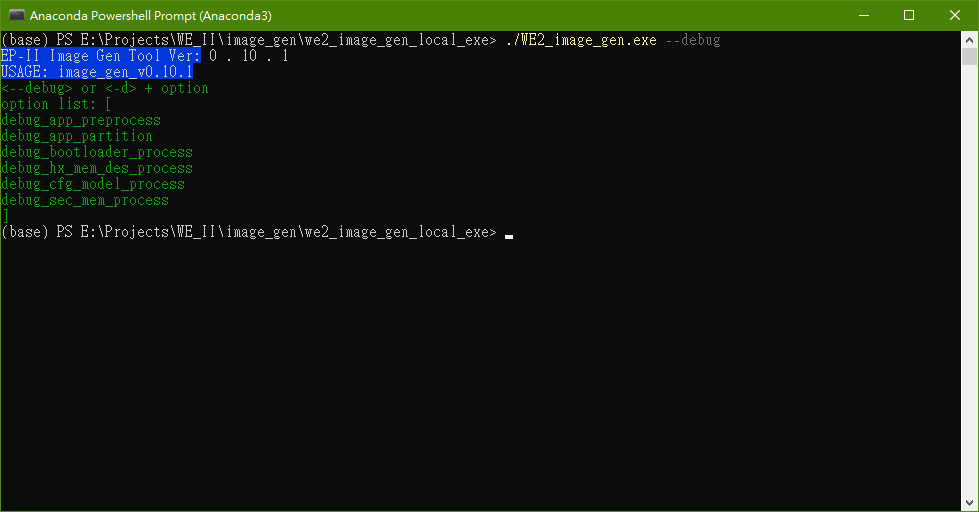 Anaconda Powershell Prompt (Anaconda3)
(base) PS E:\Projects\WE_II\image_gen\we2_image_gen_local_exe> ./WE2_image_gen.exe --debug
EP-II Image Gen Tool Ver: 0 . 10 . 1
USAGE: image_gen_v0.10.1
<--debug> or <-d> + option
option list: [
debug_app_preprocess
debug_app_partition
debug_bootloader_process
debug_hx_mem_des_process
debug_cfg_model_process
debug_sec_mem_process
]
(base) PS E:\Projects\WE_II\image_gen\we2_image_gen_local_exe>